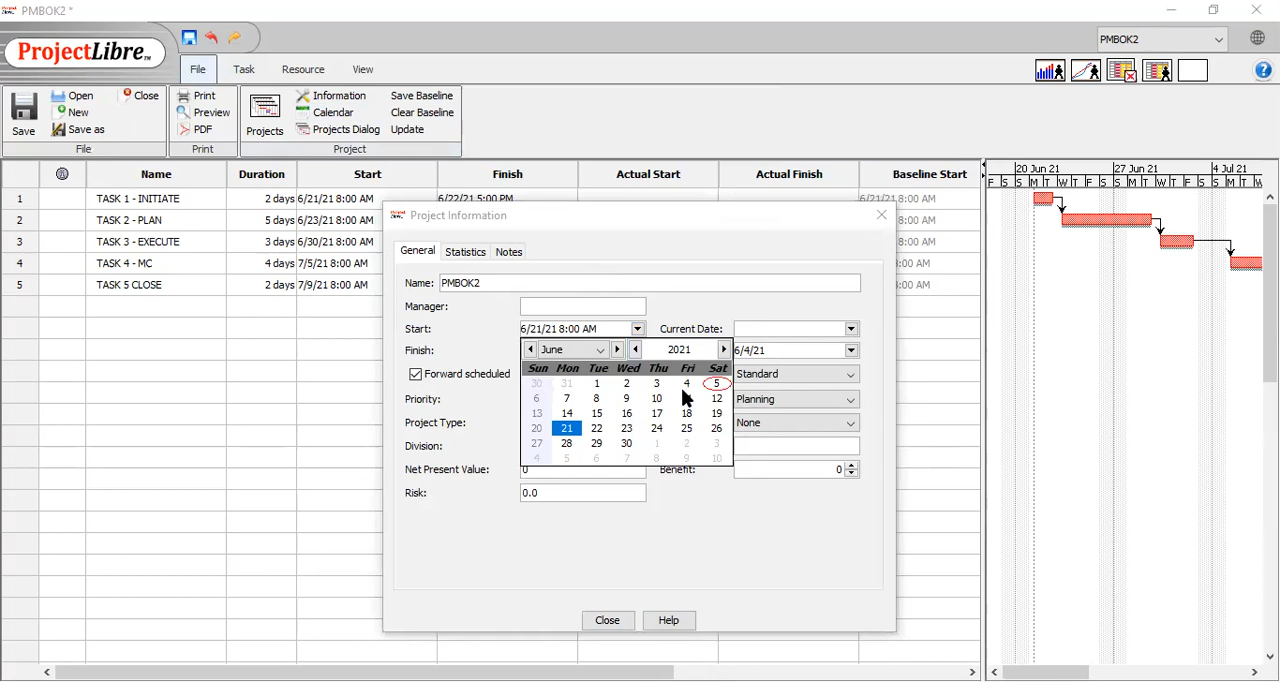 PMBOK2 *
ProjectLibre™
File Task Resource View
PMBOK2
Save
Open
New
Save as
Close
File
Print
Preview
PDF
Print
Projects
Information
Calendar
Projects Dialog
Save Baseline
Clear Baseline
Update
Project
Name Duration Start Finish Actual Start Actual Finish Baseline Start
20 Jun 21 27 Jun 21 4 Jul 21
F S S M T W T F S S M T W T F S S M T W
1 TASK 1 - INITIATE 2 days 6/21/21 8:00 AM 6/22/21 5:00 PM 6/21/21 8:00 AM
2 TASK 2 - PLAN 5 days 6/23/21 8:00 AM 8:00 AM
3 TASK 3 - EXECUTE 3 days 6/30/21 8:00 AM 8:00 AM
4 TASK 4 - MC 4 days 7/5/21 8:00 AM 8:00 AM
5 TASK 5 CLOSE 2 days 7/9/21 8:00 AM 8:00 AM
Project Information
General Statistics Notes
Name: PMBOK2
Manager:
Start: 6/21/21 8:00 AM Current Date:
Finish: 6/4/21
Forward scheduled Standard
Priority: Planning
Project Type: None
Division:
Net Present Value: 0 Benefit: 0
Risk: 0.0
June 2021
Sun Mon Tue Wed Thu Fri Sat
30 31 1 2 3 4 5
6 7 8 9 10 12
13 14 15 16 17 18 19
20 21 22 23 24 25 26
27 28 29 30 1 2 3
4 5 6 7 8 9 10
Close Help